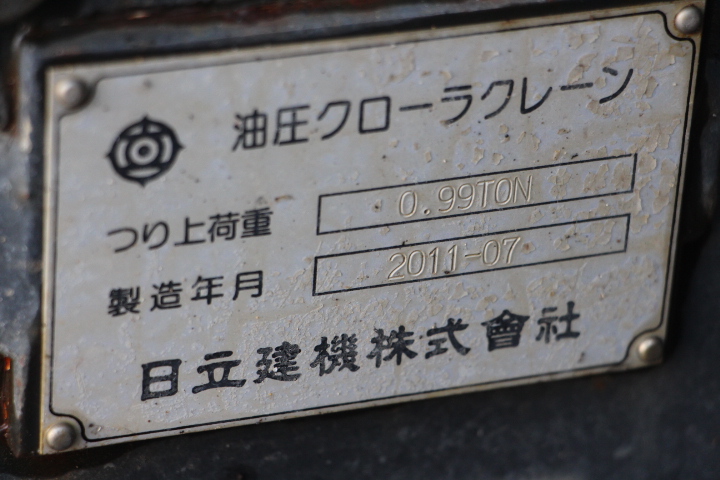 油圧クローラクレーン
つり上荷重 0.99TON
製造年月 2011-07
日立建機株式會社